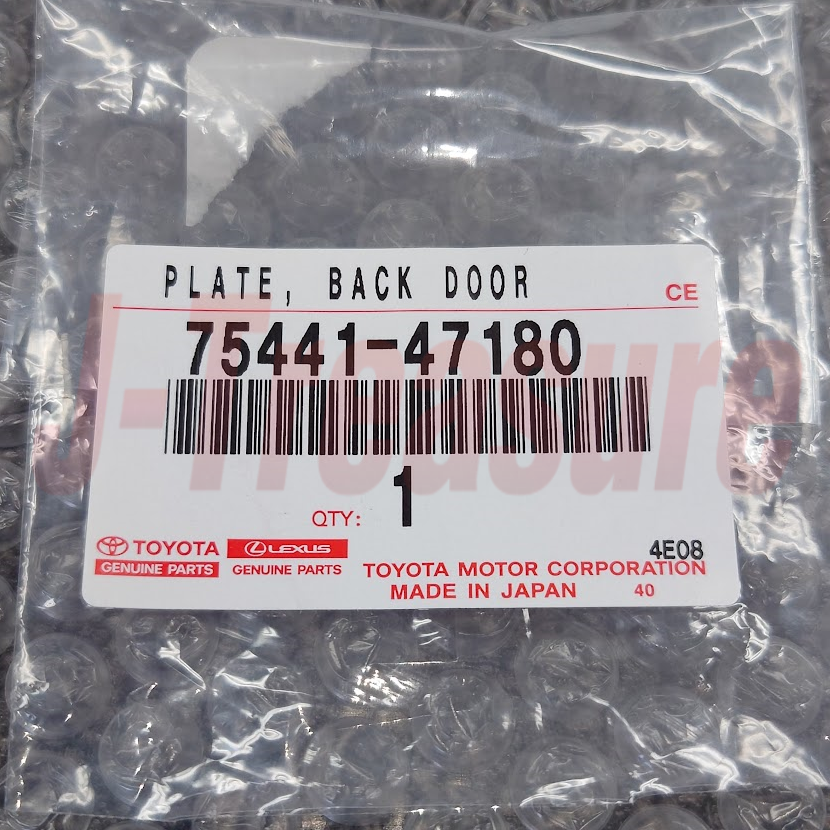 PLATE, BACK DOOR
CE
75441-47180
J-Treasure
QTY: 1
TOYOTA
GENUINE PARTS
LEXUS
GENUINE PARTS
4E08
TOYOTA MOTOR CORPORATION
MADE IN JAPAN 40